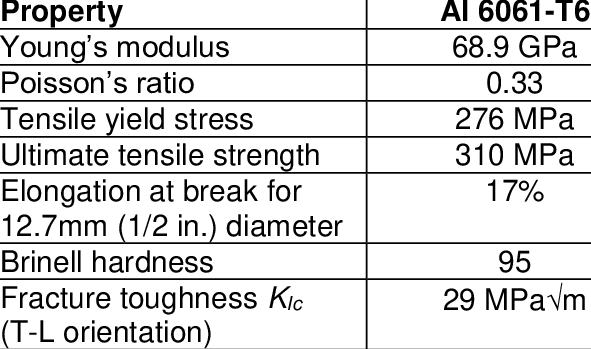 Property Al 6061-T6
Young's modulus 68.9 GPa
Poisson's ratio 0.33
Tensile yield stress 276 MPa
Ultimate tensile strength 310 MPa
Elongation at break for 17%
12.7mm (1/2 in.) diameter
Brinell hardness 95
Fracture toughness KIc 29 MPa√m
(T-L orientation)